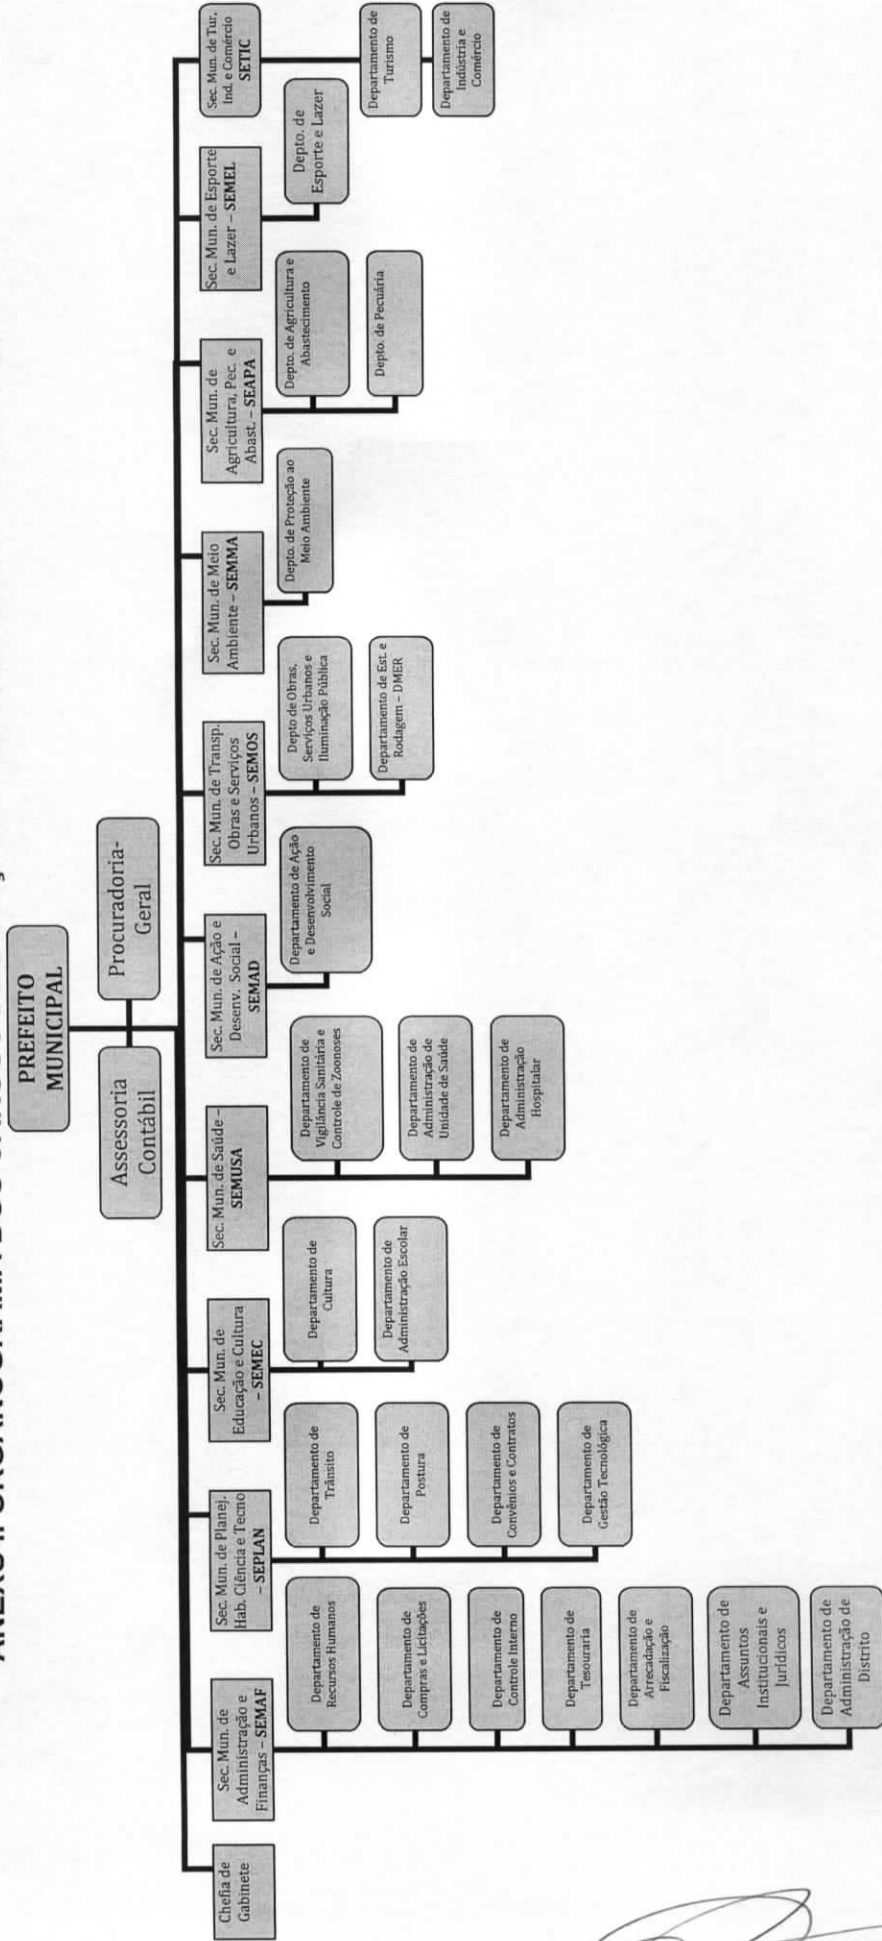 PREFEITO
MUNICIPAL
Assessoria
Contábil
Procuradoria-
Geral
Chefia de
Gabinete
Sec. Mun. de
Administração e
Finanças – SEMAF
Departamento de
Recursos Humanos
Departamento de
Compras e Licitações
Departamento de
Controle Interno
Departamento de
Tesouraria
Departamento de
Arrecadação e
Fiscalização
Departamento de
Assuntos
Institucionais e
Jurídicos
Departamento de
Administração de
Distrito
Sec. Mun. de Planej.
Hab. Ciência e Tecno
– SEPLAN
Departamento de
Trânsito
Departamento de
Postura
Departamento de
Convênios e Contratos
Departamento de
Gestão Tecnológica
Sec. Mun. de
Educação e Cultura
– SEMEC
Departamento de
Cultura
Departamento de
Administração Escolar
Sec. Mun. de Saúde –
SEMUSA
Departamento de
Vigilância Sanitária e
Controle de Zoonoses
Departamento de
Administração de
Unidade de Saúde
Departamento de
Administração
Hospitalar
Sec. Mun. de Ação e
Desenv. Social –
SEMAD
Departamento de Ação
e Desenvolvimento
Social
Sec. Mun. de Transp.
Obras e Serviços
Urbanos – SEMOS
Depto de Obras,
Serviços Urbanos e
Iluminação Pública
Departamento de Est. e
Rodagem – DMER
Sec. Mun. de Meio
Ambiente – SEMMA
Depto. de Proteção ao
Meio Ambiente
Sec. Mun. de
Agricultura, Pec. e
Abast. – SEAPA
Depto. de Agricultura e
Abastecimento
Depto. de Pecuária
Sec. Mun. de Esporte
e Lazer – SEMEL
Depto. de
Esporte e Lazer
Sec. Mun. de Tur,
Ind. e Comércio
SETIC
Departamento de
Turismo
Departamento de
Indústria e
Comércio